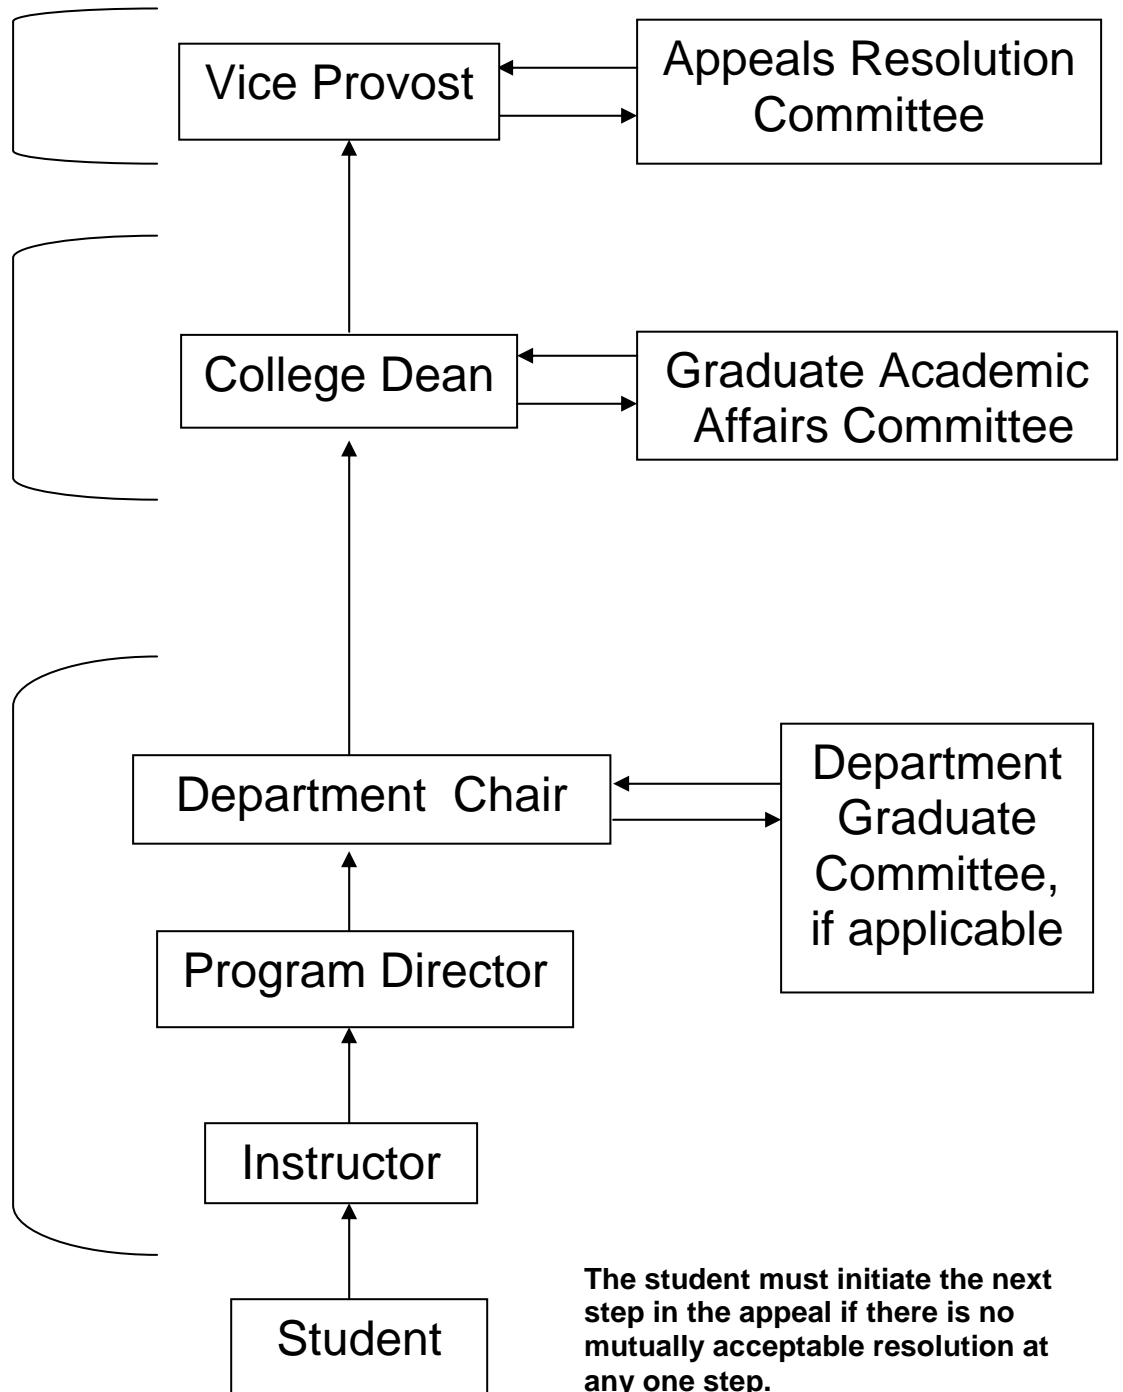 Vice Provost
Appeals Resolution
Committee
College Dean
Graduate Academic
Affairs Committee
Department  Chair
Department
Graduate
Committee,
if applicable
Program Director
Instructor
Student
The student must initiate the next
step in the appeal if there is no
mutually acceptable resolution at
any one step.